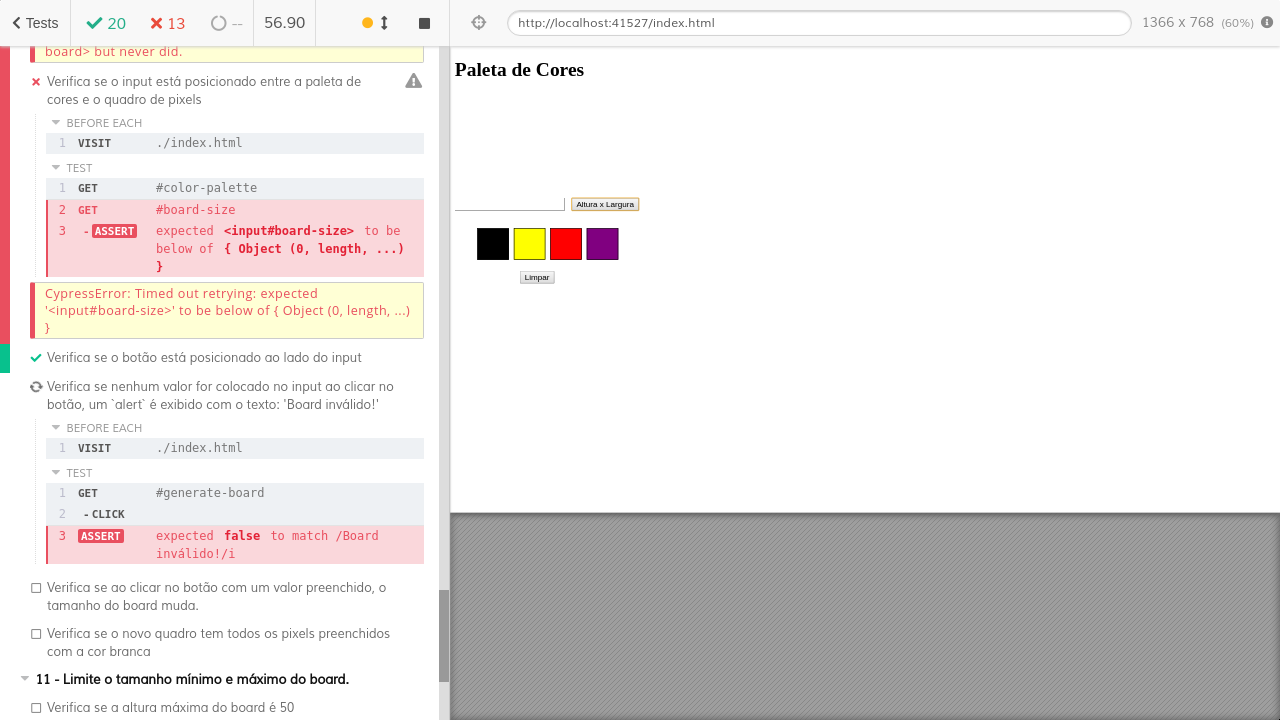 Tests
20
13
--
56.90
http://localhost:41527/index.html
1366 x 768 (60%)
board> but never did.
Verifica se o input está posicionado entre a paleta de
cores e o quadro de pixels
BEFORE EACH
1 VISIT ./index.html
TEST
1 GET #color-palette
2 GET #board-size
3 -ASSERT expected <input#board-size> to be
below of { Object (0, length, ...)
}
CypressError: Timed out retrying: expected
'<input#board-size>' to be below of { Object (0, length, ...)
}
Verifica se o botão está posicionado ao lado do input
Verifica se nenhum valor for colocado no input ao clicar no
botão, um `alert` é exibido com o texto: 'Board inválido!'
BEFORE EACH
1 VISIT ./index.html
TEST
1 GET #generate-board
2 -CLICK
3 ASSERT expected false to match /Board
inválido!/i
Verifica se ao clicar no botão com um valor preenchido, o
tamanho do board muda.
Verifica se o novo quadro tem todos os pixels preenchidos
com a cor branca
11 - Limite o tamanho mínimo e máximo do board.
Verifica se a altura máxima do board é 50
Paleta de Cores
Altura x Largura
Limpar